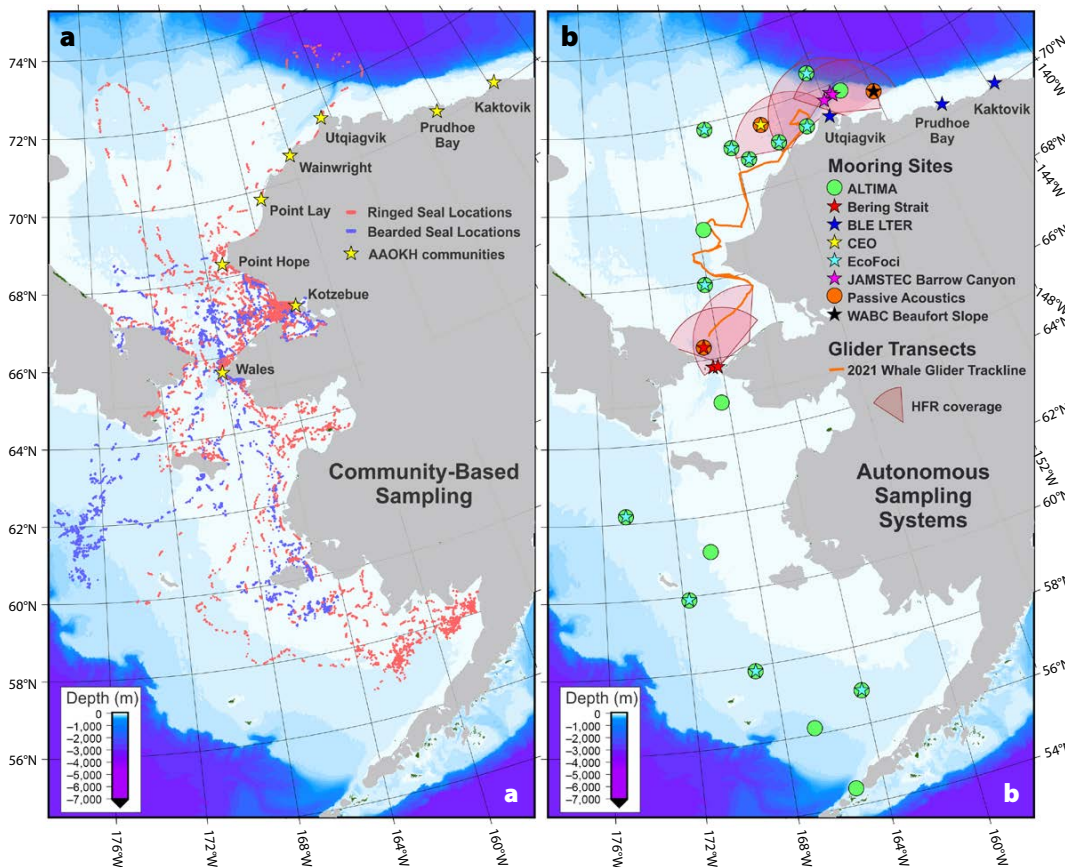 a
74°N
72°N
70°N
68°N
66°N
64°N
62°N
60°N
58°N
56°N
Kaktovik
Prudhoe
Bay
Utqiagvik
Wainwright
Point Lay
Ringed Seal Locations
Bearded Seal Locations
AAOKH communities
Point Hope
Kotzebue
Wales
Community-Based
Sampling
Depth (m)
0
–1,000
–2,000
–3,000
–4,000
–5,000
–6,000
–7,000
a
176°W
172°W
168°W
164°W
160°W
b
70°N
140°W
68°N
144°W
66°N
148°W
64°N
62°N
152°W
60°N
58°N
56°N
54°N
Kaktovik
Prudhoe
Bay
Utqiagvik
Mooring Sites
ALTIMA
Bering Strait
BLE LTER
CEO
EcoFoci
JAMSTEC Barrow Canyon
Passive Acoustics
WABC Beaufort Slope
Glider Transects
2021 Whale Glider Trackline
HFR coverage
Autonomous
Sampling
Systems
Depth (m)
0
–1,000
–2,000
–3,000
–4,000
–5,000
–6,000
–7,000
b
176°W
172°W
168°W
164°W
160°W